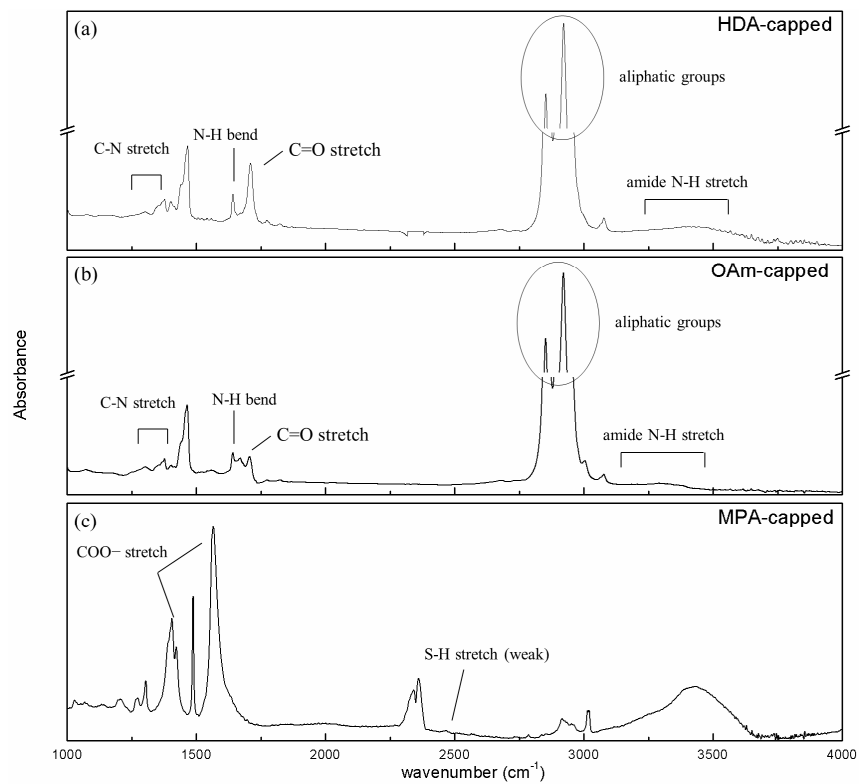 (a)
HDA-capped
aliphatic groups
N-H bend
C-N stretch
C=O stretch
amide N-H stretch
(b)
OAm-capped
aliphatic groups
C-N stretch
N-H bend
C=O stretch
amide N-H stretch
Absorbance
(c)
MPA-capped
COO− stretch
S-H stretch (weak)
1000 1500 2000 2500 3000 3500 4000
wavenumber (cm⁻¹)